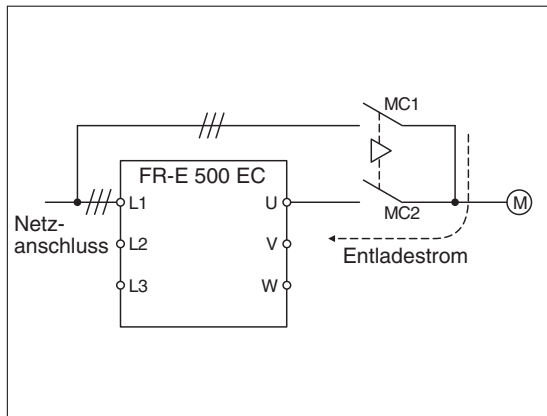 MC1
FR-E 500 EC
L1
U
MC2
M
Netz-
anschluss
L2
V
Entladestrom
L3
W